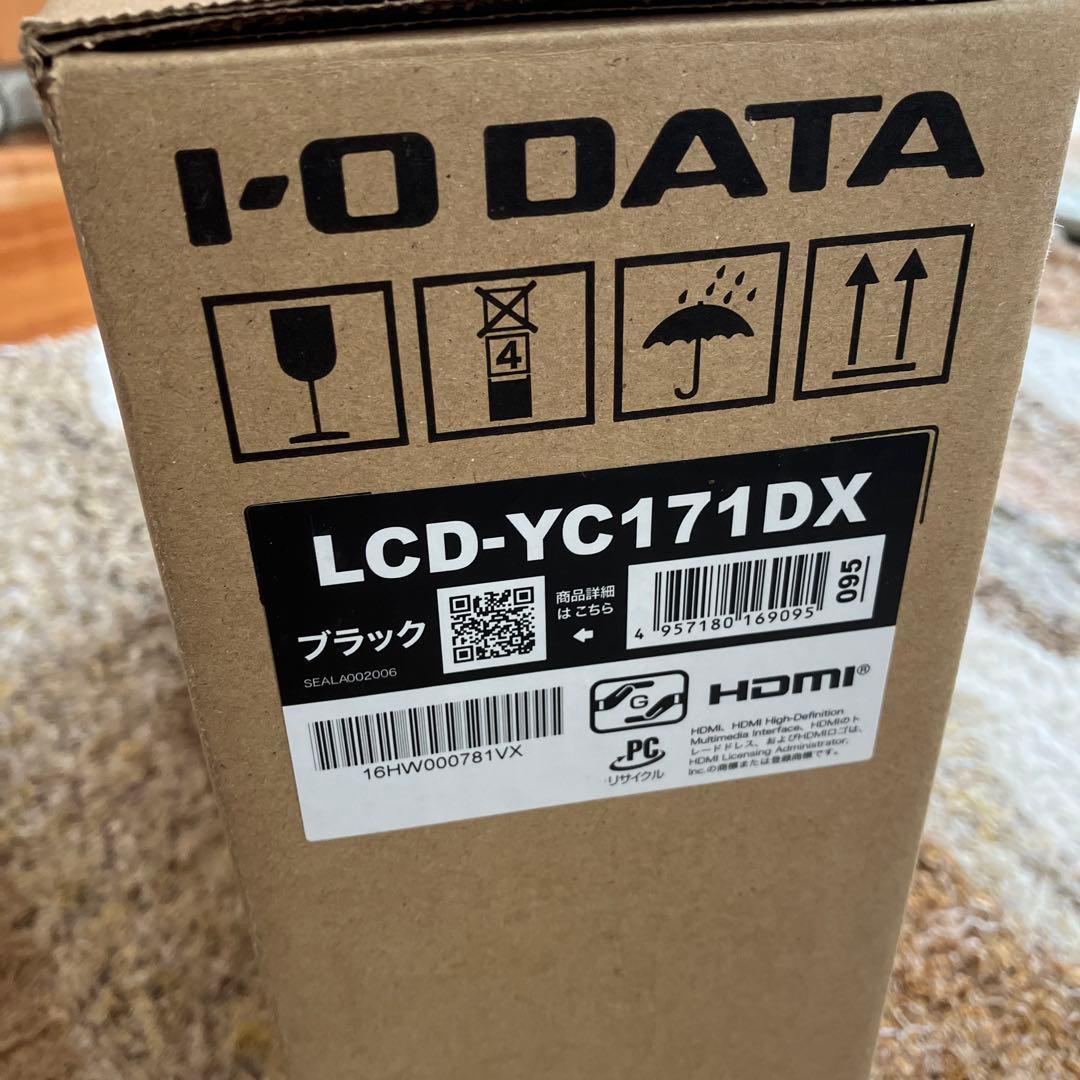 I-O DATA
4
LCD-YC171DX
ブラック
商品詳細
は こちら
4 957180 169095
095
SEALA002006
16HW000781VX
G
PC
リサイクル
HDMI®
HDMI、HDMI High-Definition
Multimedia Interface、HDMIのト
レードドレス、およびHDMIロゴは、
HDMI Licensing Administrator,
Inc.の商標または登録商標です。